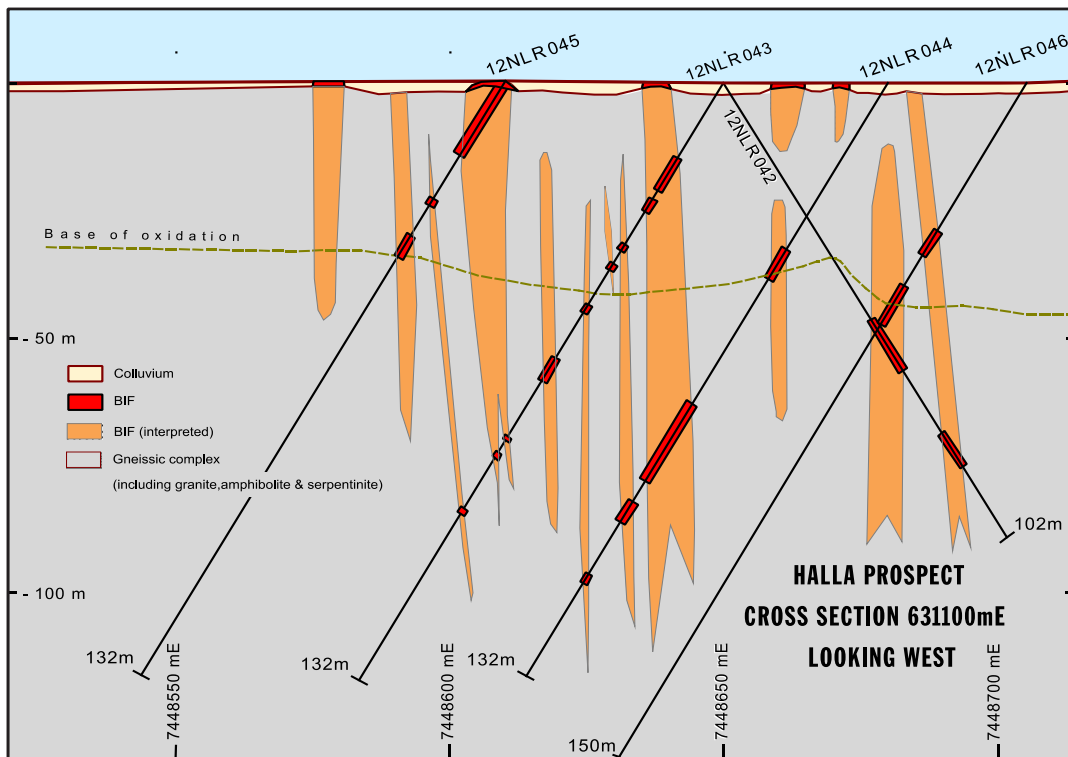 12NLR045
12NLR043
12NLR044
12NLR046
12NLR042
Base of oxidation
- 50 m
Colluvium
BIF
BIF (interpreted)
Gneissic complex
(including granite,amphibolite & serpentinite)
- 100 m
102m
HALLA PROSPECT
CROSS SECTION 631100mE
LOOKING WEST
132m
132m
132m
150m
7448550 mE
7448600 mE
7448650 mE
7448700 mE